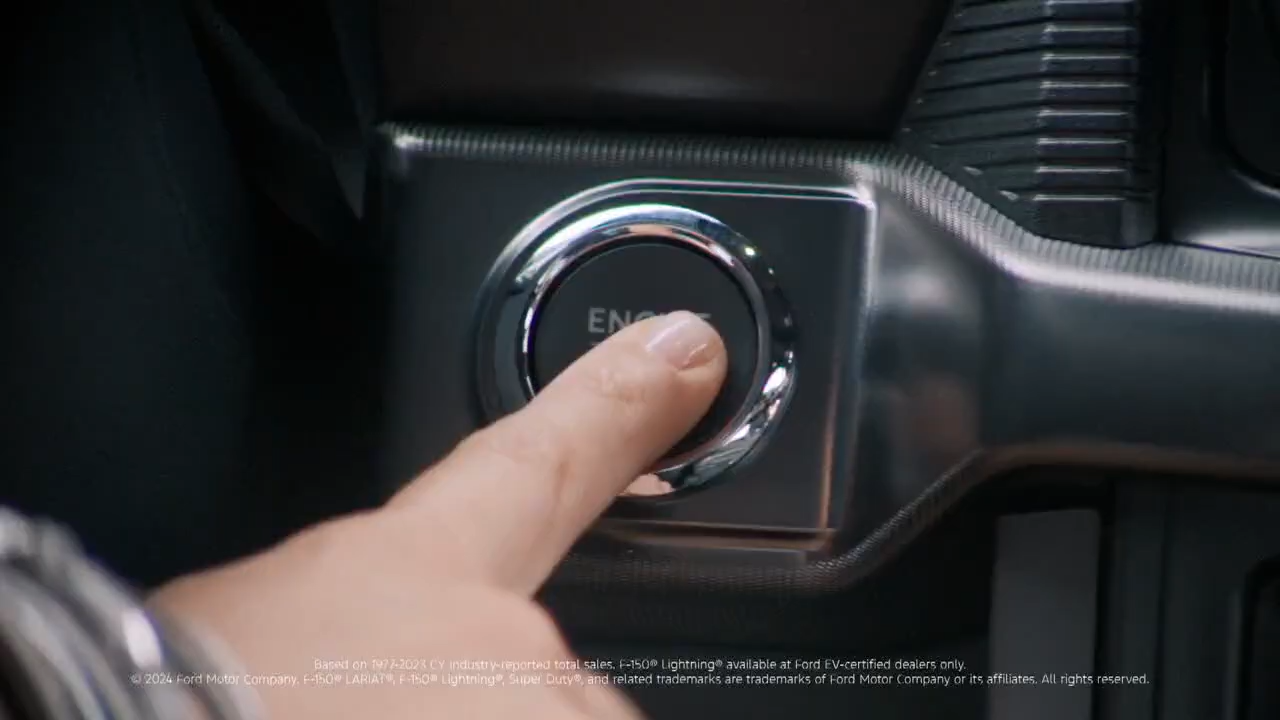 Based on 1977-2023 CY industry-reported total sales. F-150® Lightning® available at Ford EV-certified dealers only.
© 2024 Ford Motor Company. F-150® LARIAT®, F-150® Lightning®, Super Duty®, and related trademarks are trademarks of Ford Motor Company or its affiliates. All rights reserved.